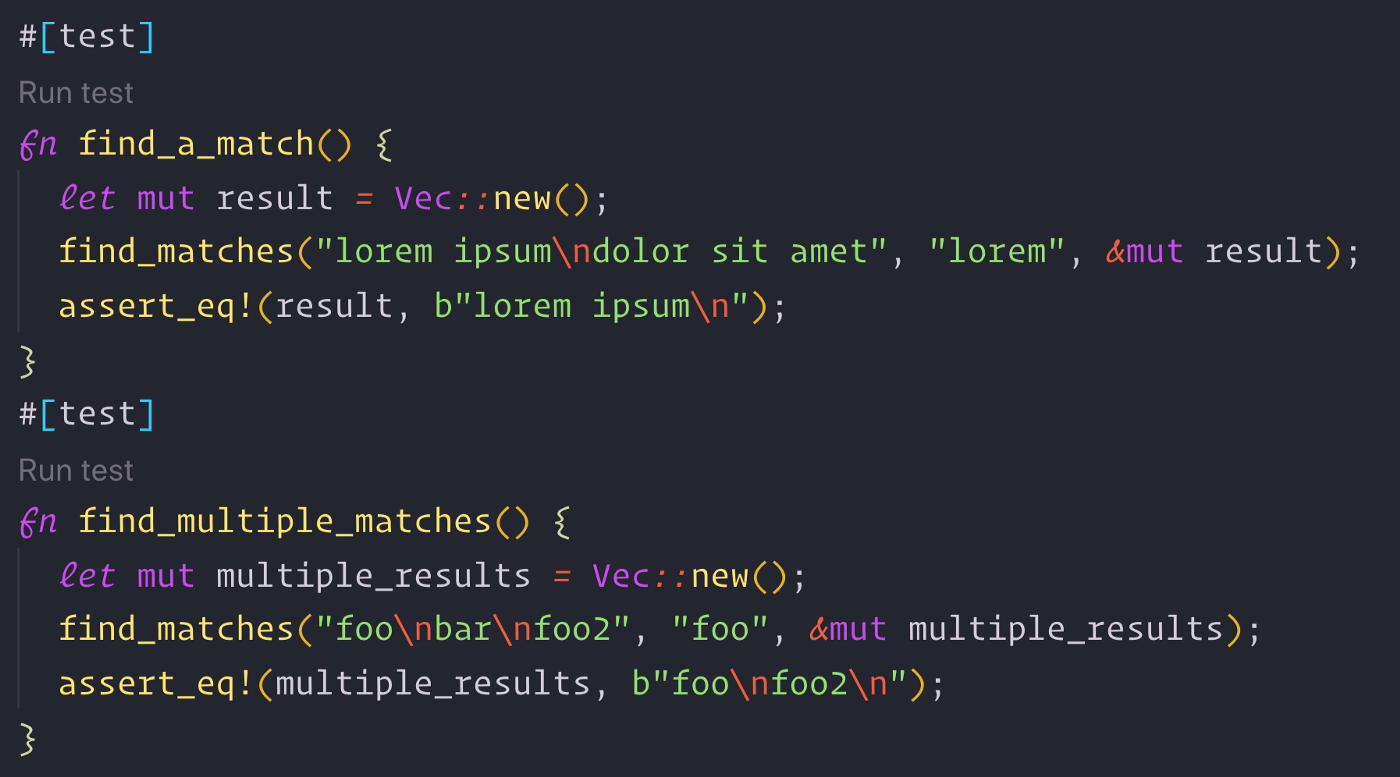 #[test]
Run test
fn find_a_match() {
  let mut result = Vec::new();
  find_matches("lorem ipsum\ndolor sit amet", "lorem", &mut result);
  assert_eq!(result, b"lorem ipsum\n");
}
#[test]
Run test
fn find_multiple_matches() {
  let mut multiple_results = Vec::new();
  find_matches("foo\nbar\nfoo2", "foo", &mut multiple_results);
  assert_eq!(multiple_results, b"foo\nfoo2\n");
}